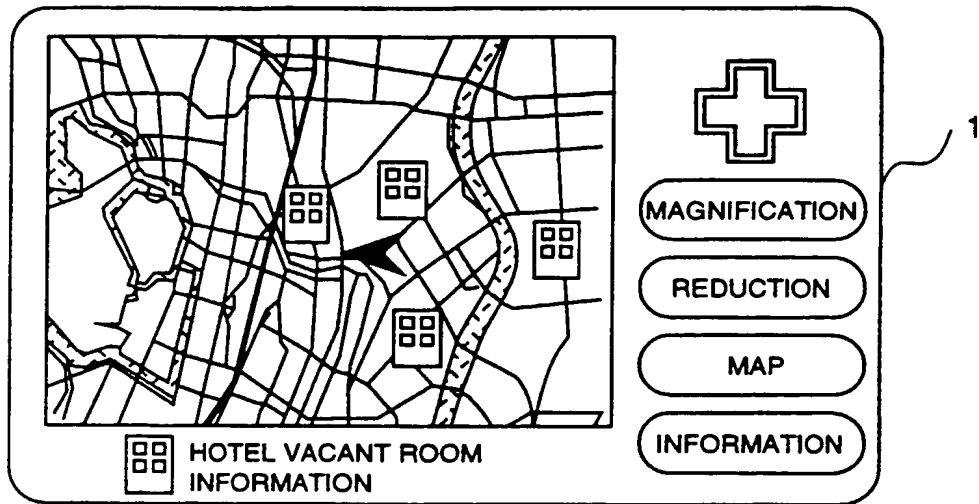 MAGNIFICATION
1
REDUCTION
MAP
INFORMATION
HOTEL VACANT ROOM
INFORMATION